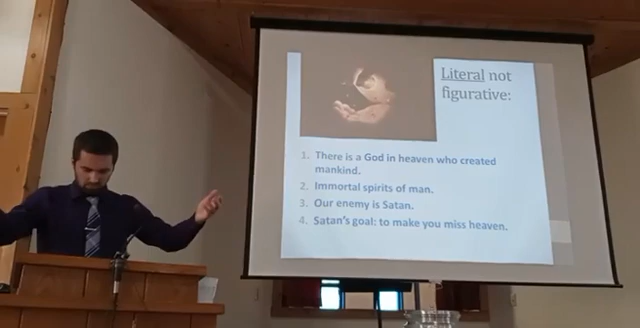 Literal not
figurative:
1. There is a God in heaven who created
mankind.
2. Immortal spirits of man.
3. Our enemy is Satan.
4. Satan's goal: to make you miss heaven.